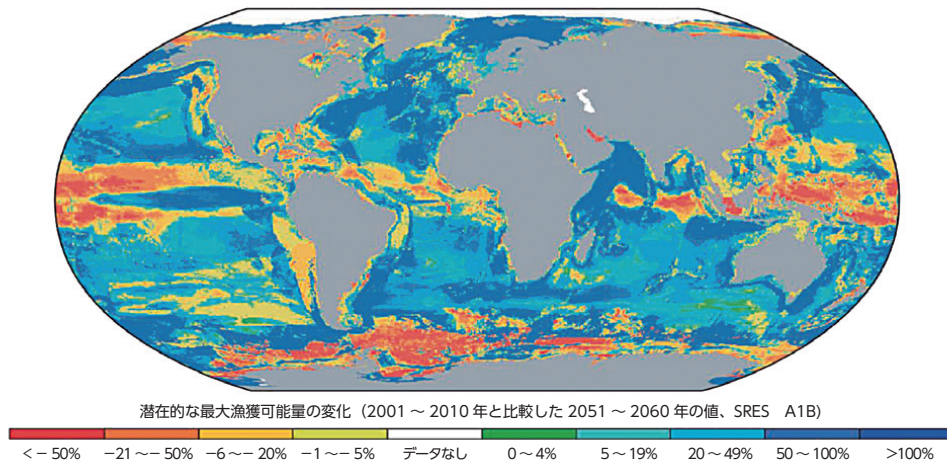 潜在的な最大漁獲可能量の変化（2001 ～ 2010 年と比較した 2051 ～ 2060 年の値、SRES　A1B)
＜－50% －21～－50% －6～－20% －1～－5% データなし 0～4% 5～19% 20～49% 50～100% >100%